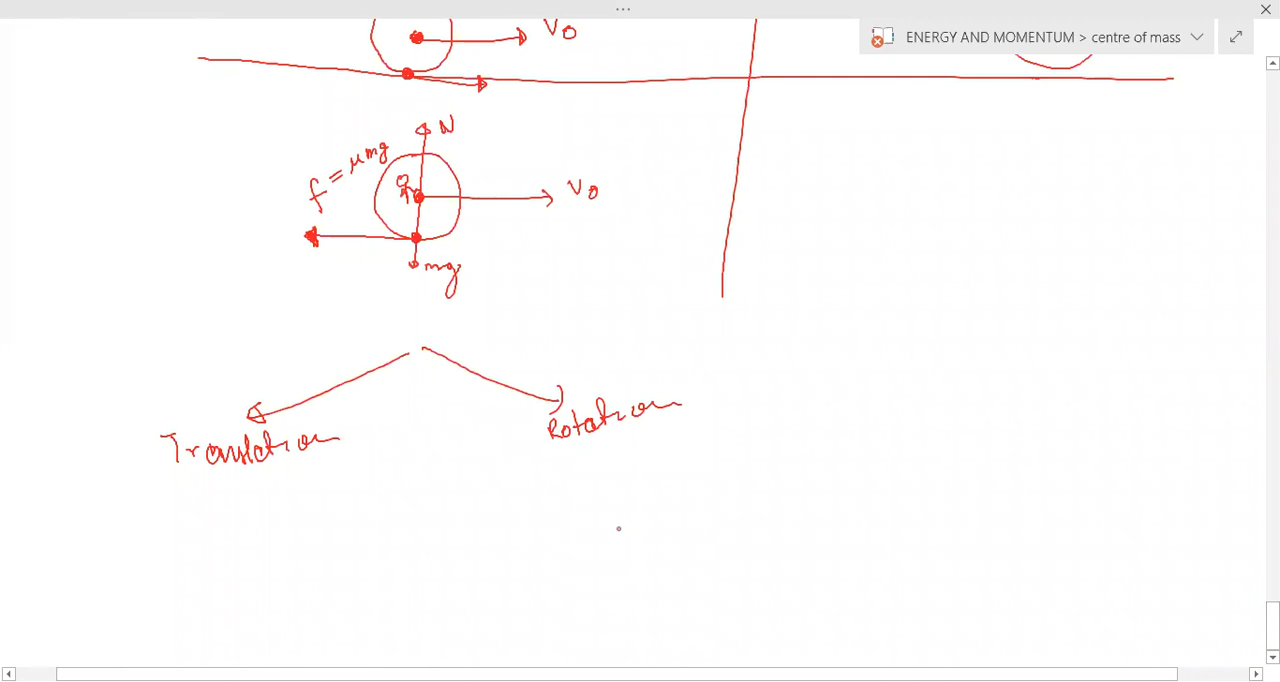 ENERGY AND MOMENTUM > centre of mass
V0
N
f = μmg
V0
mg
Translation
Rotation